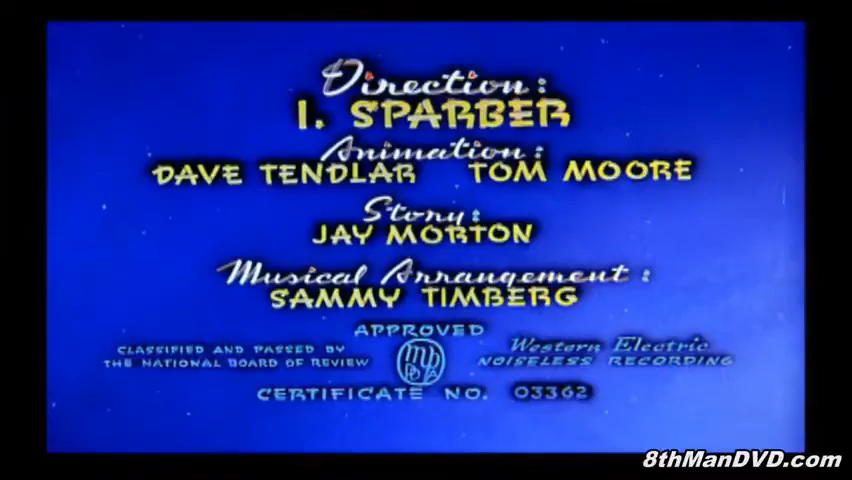 Direction:
I. SPARBER
Animation:
DAVE TENDLAR TOM MOORE
Story:
JAY MORTON
Musical Arrangement:
SAMMY TIMBERG
APPROVED
CLASSIFIED AND PASSED BY
THE NATIONAL BOARD OF REVIEW
MPPDA
Western Electric
NOISELESS RECORDING
CERTIFICATE NO. 03362
8thManDVD.com